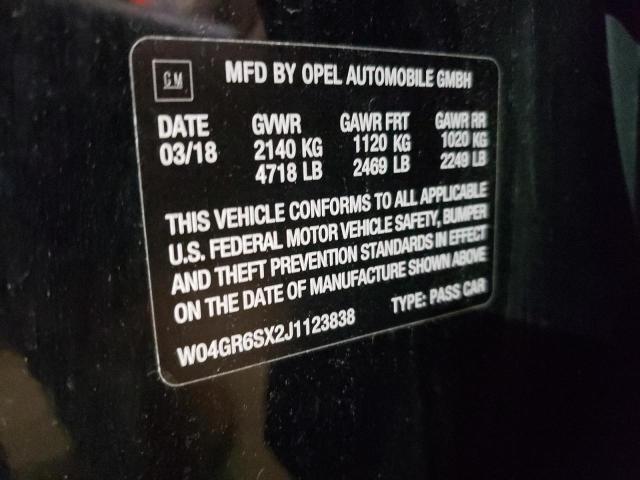 GM
MFD BY OPEL AUTOMOBILE GMBH
DATE GVWR GAWR FRT GAWR RR
03/18 2140 KG 1120 KG 1020 KG
4718 LB 2469 LB 2249 LB
THIS VEHICLE CONFORMS TO ALL APPLICABLE
U.S. FEDERAL MOTOR VEHICLE SAFETY, BUMPER
AND THEFT PREVENTION STANDARDS IN EFFECT
ON THE DATE OF MANUFACTURE SHOWN ABOVE
W04GR6SX2J1123838 TYPE: PASS CAR